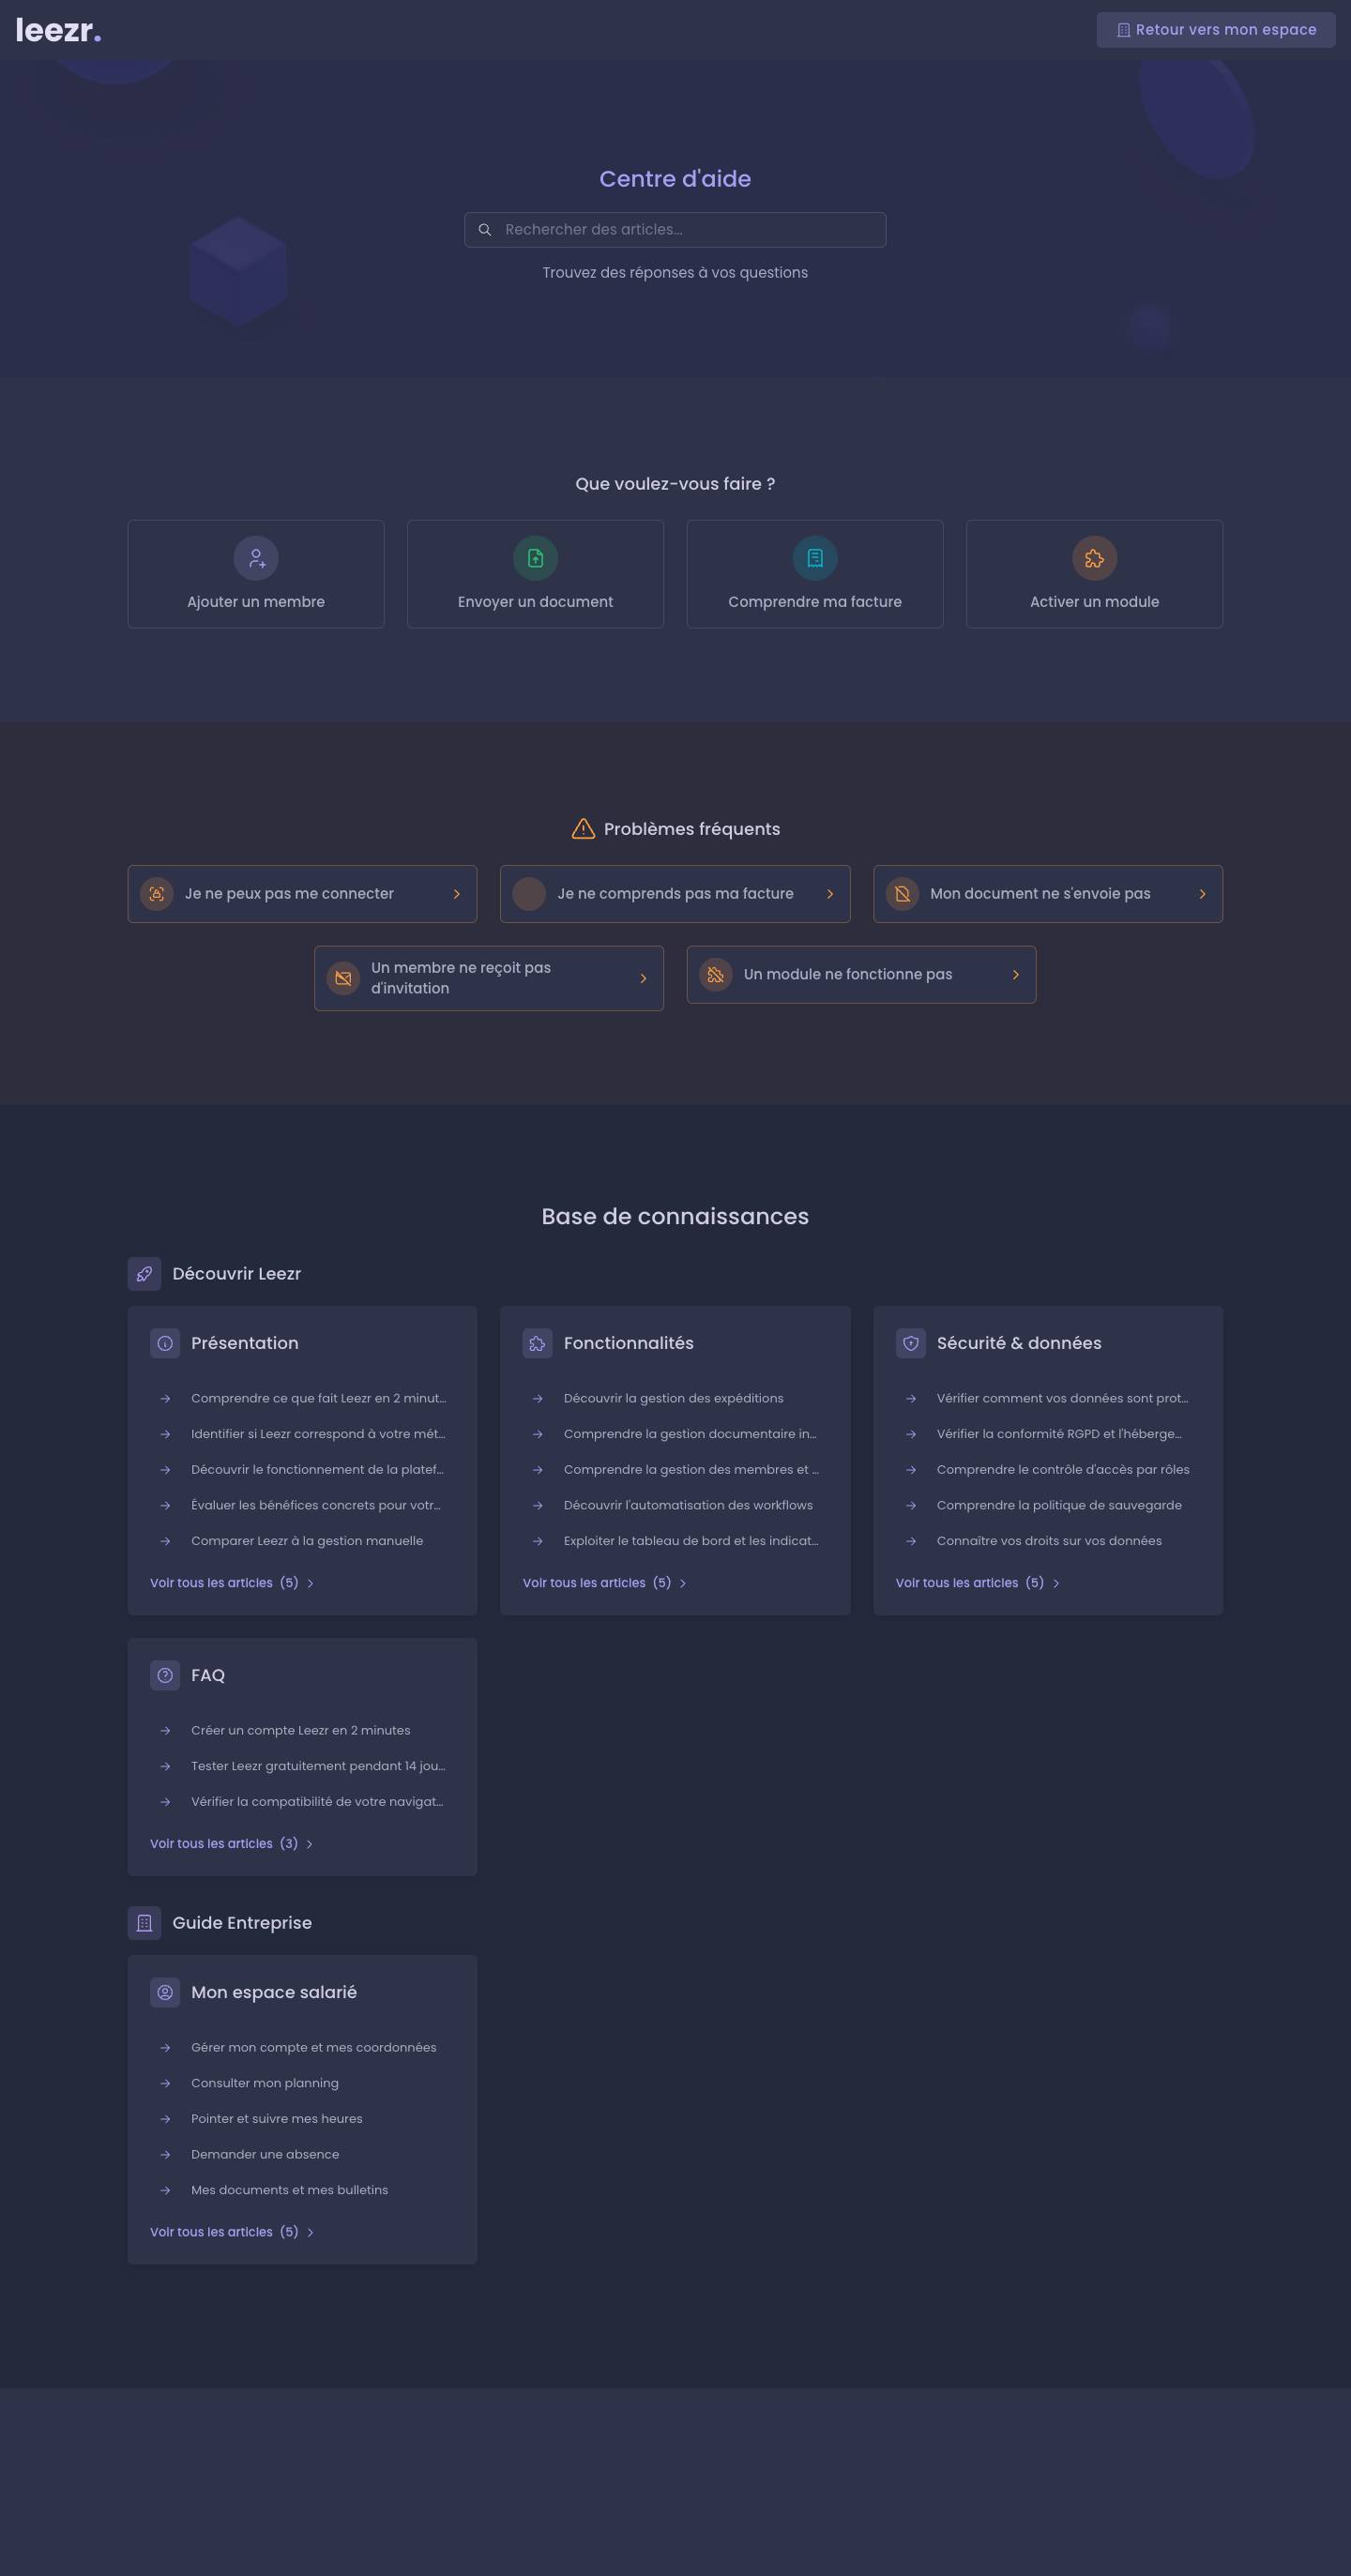 leezr.
Retour vers mon espace
Centre d'aide
Rechercher des articles...
Trouvez des réponses à vos questions
Que voulez-vous faire ?
Ajouter un membre
Envoyer un document
Comprendre ma facture
Activer un module
Problèmes fréquents
Je ne peux pas me connecter
Je ne comprends pas ma facture
Mon document ne s'envoie pas
Un membre ne reçoit pas
d'invitation
Un module ne fonctionne pas
Base de connaissances
Découvrir Leezr
Présentation
Comprendre ce que fait Leezr en 2 minut...
Identifier si Leezr correspond à votre mét...
Découvrir le fonctionnement de la platef...
Évaluer les bénéfices concrets pour votr...
Comparer Leezr à la gestion manuelle
Voir tous les articles (5)
Fonctionnalités
Découvrir la gestion des expéditions
Comprendre la gestion documentaire in...
Comprendre la gestion des membres et ...
Découvrir l'automatisation des workflows
Exploiter le tableau de bord et les indicat...
Voir tous les articles (5)
Sécurité & données
Vérifier comment vos données sont prot...
Vérifier la conformité RGPD et l'héberge...
Comprendre le contrôle d'accès par rôles
Comprendre la politique de sauvegarde
Connaître vos droits sur vos données
Voir tous les articles (5)
FAQ
Créer un compte Leezr en 2 minutes
Tester Leezr gratuitement pendant 14 jou...
Vérifier la compatibilité de votre navigat...
Voir tous les articles (3)
Guide Entreprise
Mon espace salarié
Gérer mon compte et mes coordonnées
Consulter mon planning
Pointer et suivre mes heures
Demander une absence
Mes documents et mes bulletins
Voir tous les articles (5)